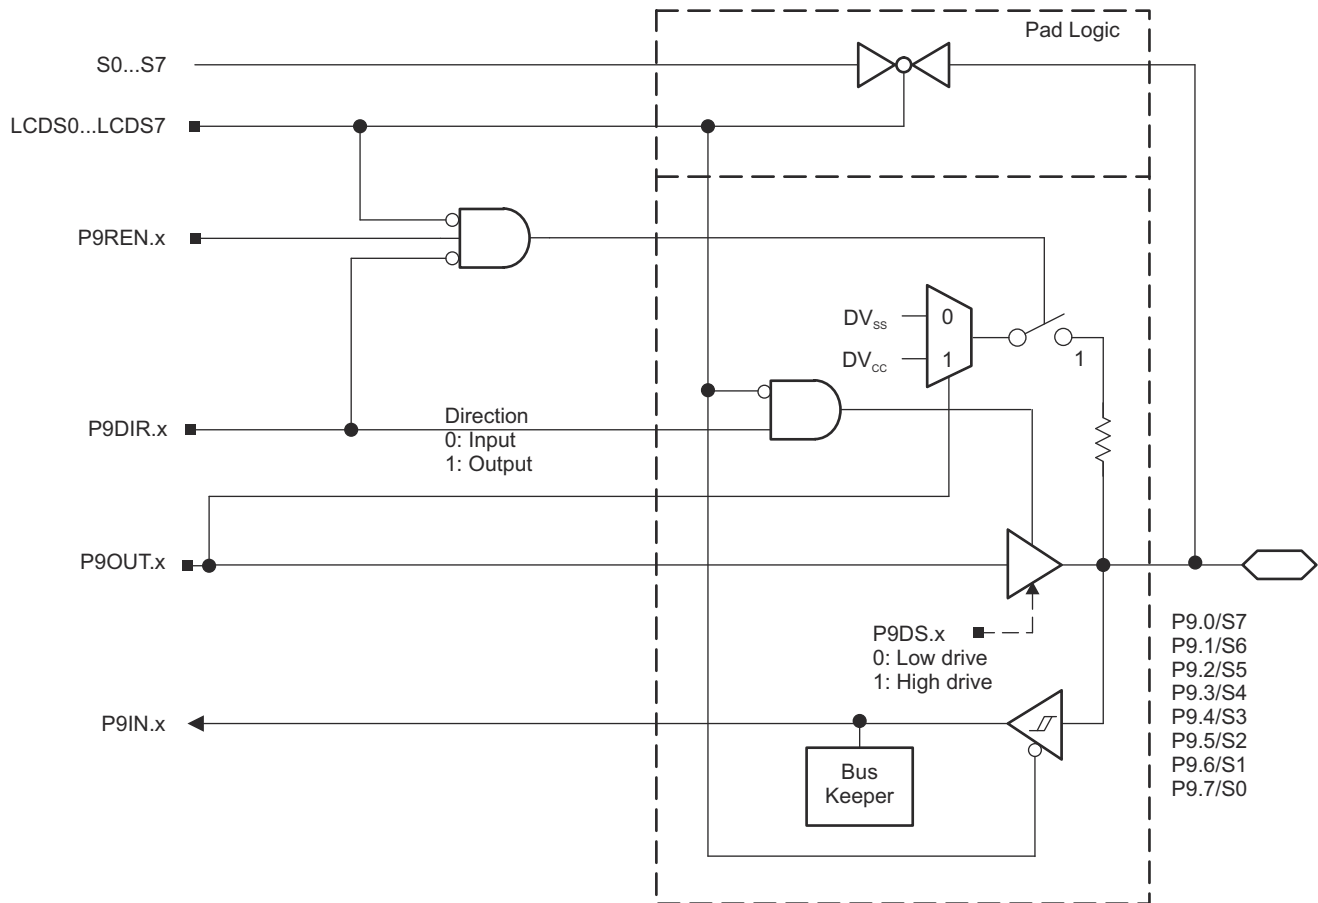 Pad Logic
S0...S7
LCDS0...LCDS7
P9REN.x
DVSS
0
DVCC
1
1
P9DIR.x
Direction
0: Input
1: Output
P9OUT.x
P9DS.x
0: Low drive
1: High drive
P9.0/S7
P9.1/S6
P9.2/S5
P9.3/S4
P9.4/S3
P9.5/S2
P9.6/S1
P9.7/S0
P9IN.x
Bus
Keeper